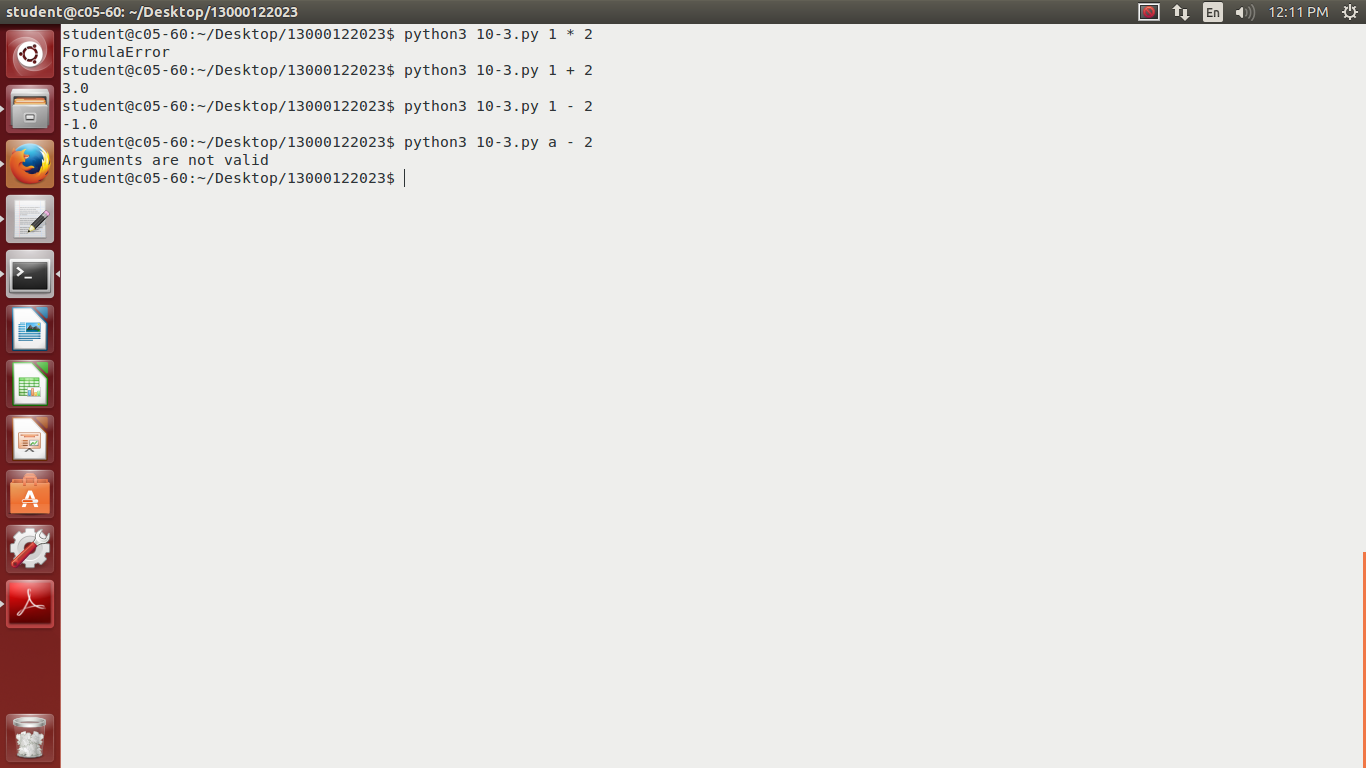 student@c05-60: ~/Desktop/13000122023
En
12:11 PM
student@c05-60:~/Desktop/13000122023$ python3 10-3.py 1 * 2
FormulaError
student@c05-60:~/Desktop/13000122023$ python3 10-3.py 1 + 2
3.0
student@c05-60:~/Desktop/13000122023$ python3 10-3.py 1 - 2
-1.0
student@c05-60:~/Desktop/13000122023$ python3 10-3.py a - 2
Arguments are not valid
student@c05-60:~/Desktop/13000122023$